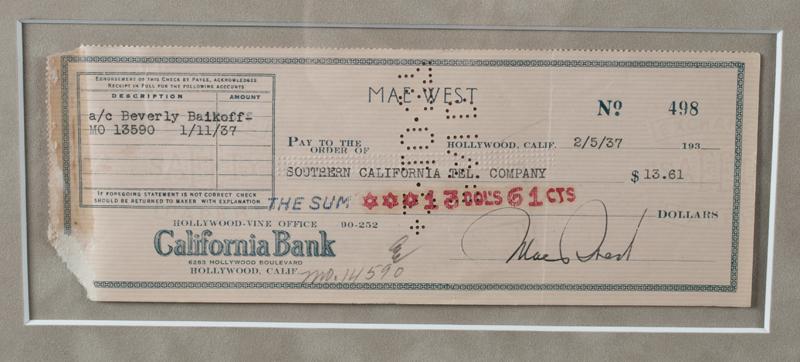 ENDORSEMENT OF THIS CHECK BY PAYEE, ACKNOWLEDGES
RECEIPT IN FULL FOR THE FOLLOWING ACCOUNTS
DESCRIPTION AMOUNT
a/c Beverly Baikoff-
MO 13590 1/11/37
IF FOREGOING STATEMENT IS NOT CORRECT CHECK
SHOULD BE RETURNED TO MAKER WITH EXPLANATION
MAE WEST
No 498
PAY TO THE
ORDER OF
HOLLYWOOD, CALIF. 2/5/37 193
SOUTHERN CALIFORNIA TEL. COMPANY $ 13.61
THE SUM 13 DOL'S 61 CTS
DOLLARS
HOLLYWOOD-VINE OFFICE 90-252
California Bank
6263 HOLLYWOOD BOULEVARD
HOLLYWOOD, CALIF.
mo. 14590
Mae West